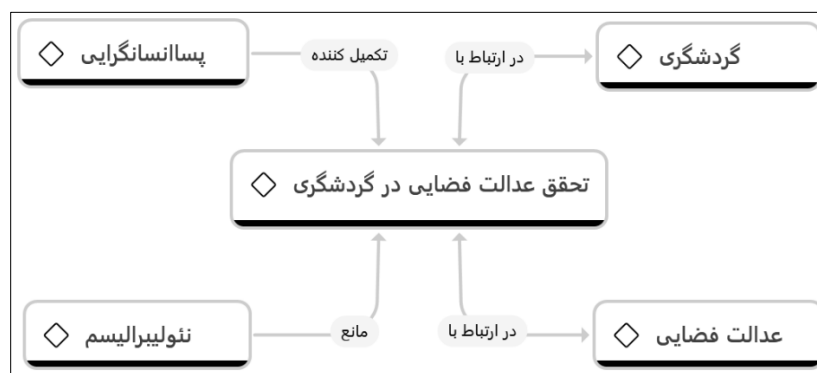 پساانسانگرایی
تکمیل کننده
در ارتباط با
گردشگری
تحقق عدالت فضایی در گردشگری
نئولیبرالیسم
مانع
در ارتباط با
عدالت فضایی